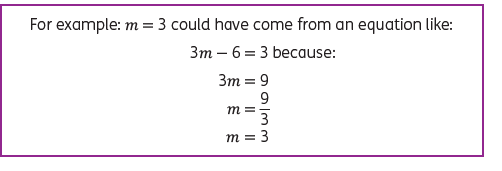 For example: m = 3 could have come from an equation like:
3m − 6 = 3 because:
3m = 9
m = 9/3
m = 3